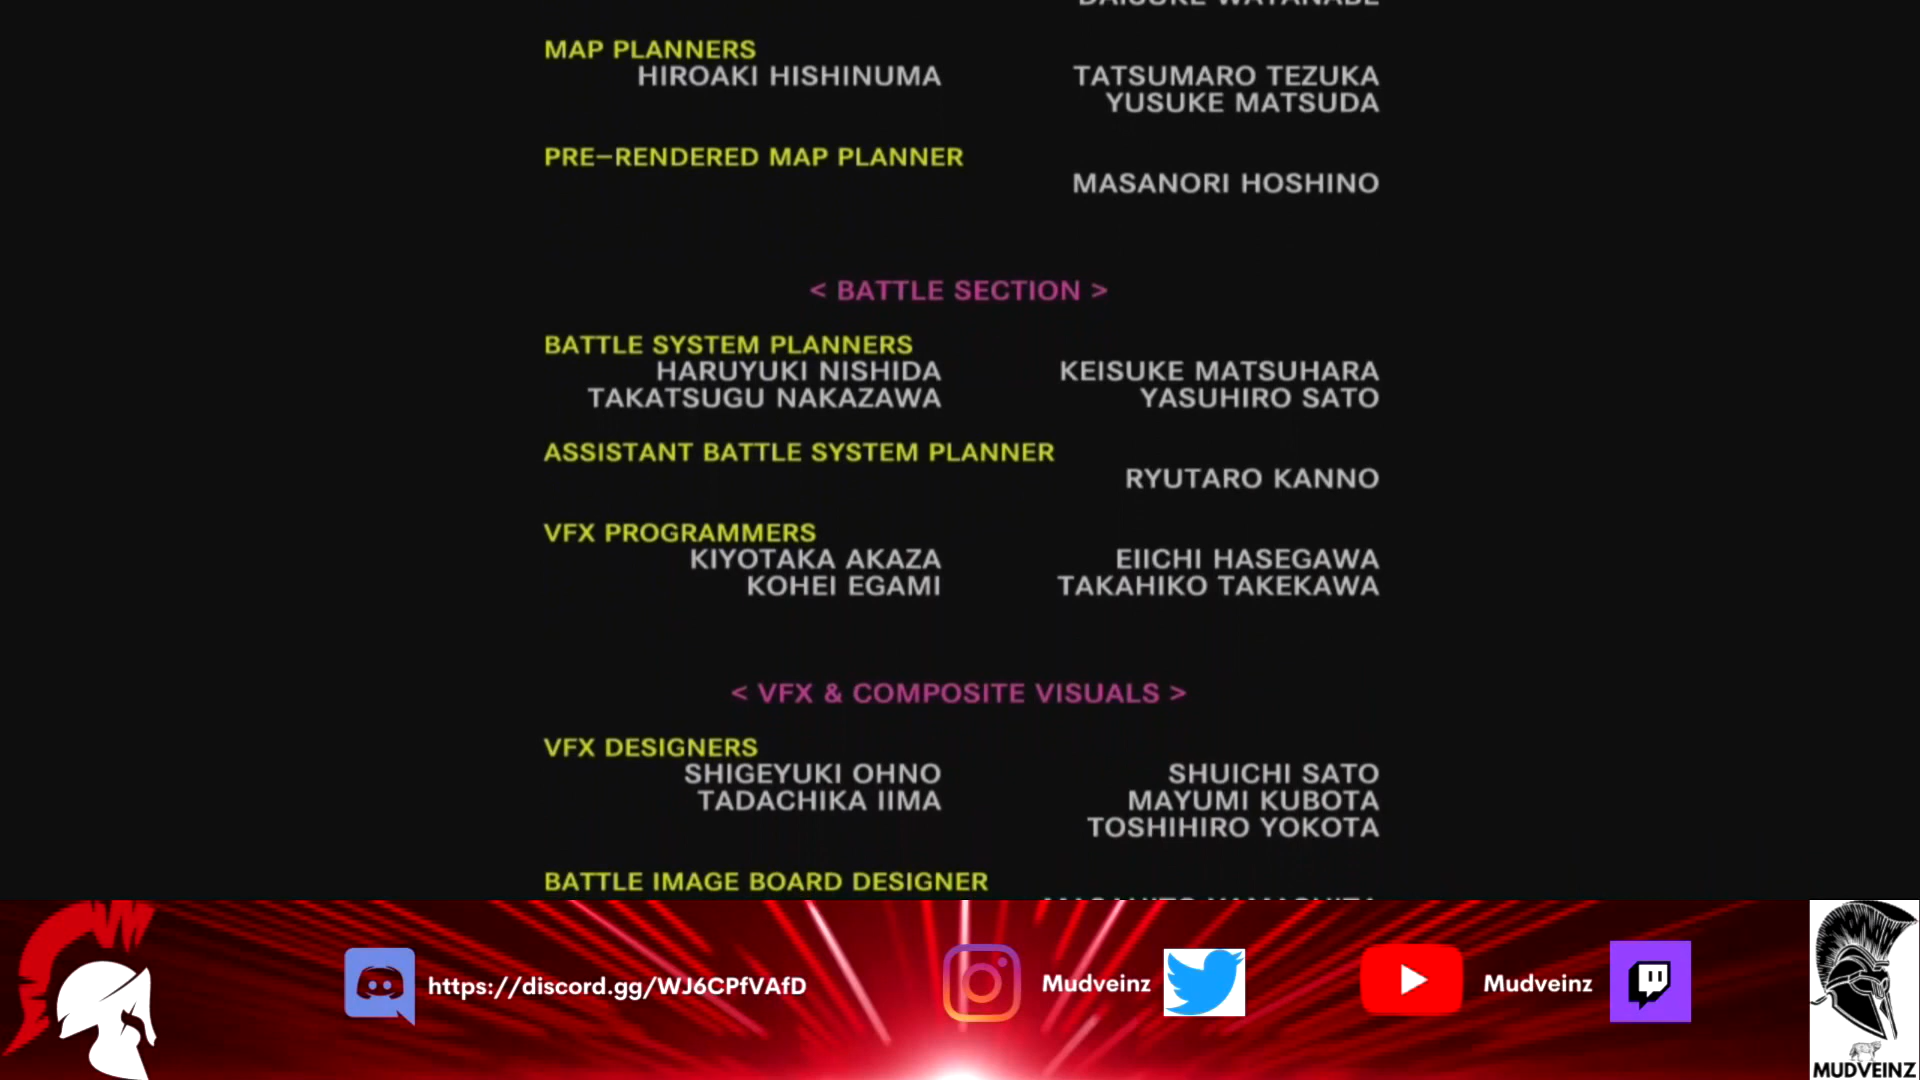 DAISUKE WATANABE
MAP PLANNERS
HIROAKI HISHINUMA TATSUMARO TEZUKA
YUSUKE MATSUDA
PRE-RENDERED MAP PLANNER
MASANORI HOSHINO
< BATTLE SECTION >
BATTLE SYSTEM PLANNERS
HARUYUKI NISHIDA KEISUKE MATSUHARA
TAKATSUGU NAKAZAWA YASUHIRO SATO
ASSISTANT BATTLE SYSTEM PLANNER
RYUTARO KANNO
VFX PROGRAMMERS
KIYOTAKA AKAZA EIICHI HASEGAWA
KOHEI EGAMI TAKAHIKO TAKEKAWA
< VFX & COMPOSITE VISUALS >
VFX DESIGNERS
SHIGEYUKI OHNO SHUICHI SATO
TADACHIKA IIMA MAYUMI KUBOTA
TOSHIHIRO YOKOTA
BATTLE IMAGE BOARD DESIGNER
https://discord.gg/WJ6CPfVAfD Mudveinz Mudveinz
VM
MUDVEINZ